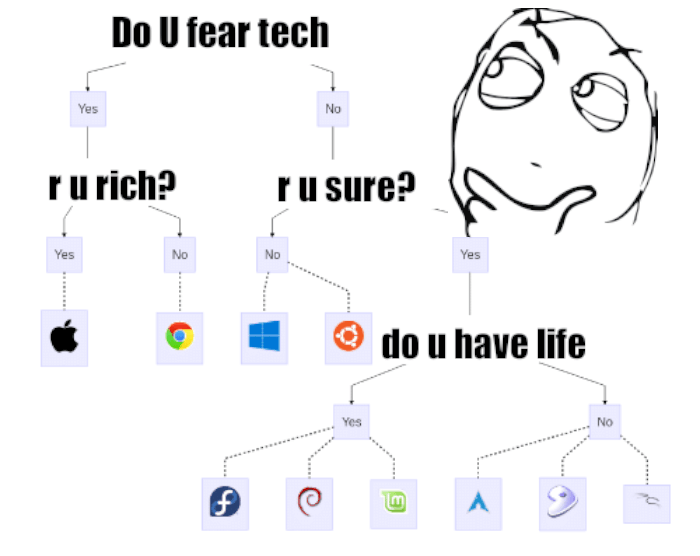 Do U fear tech
Yes
No
r u rich?
r u sure?
Yes
No
No
Yes
do u have life
Yes
No